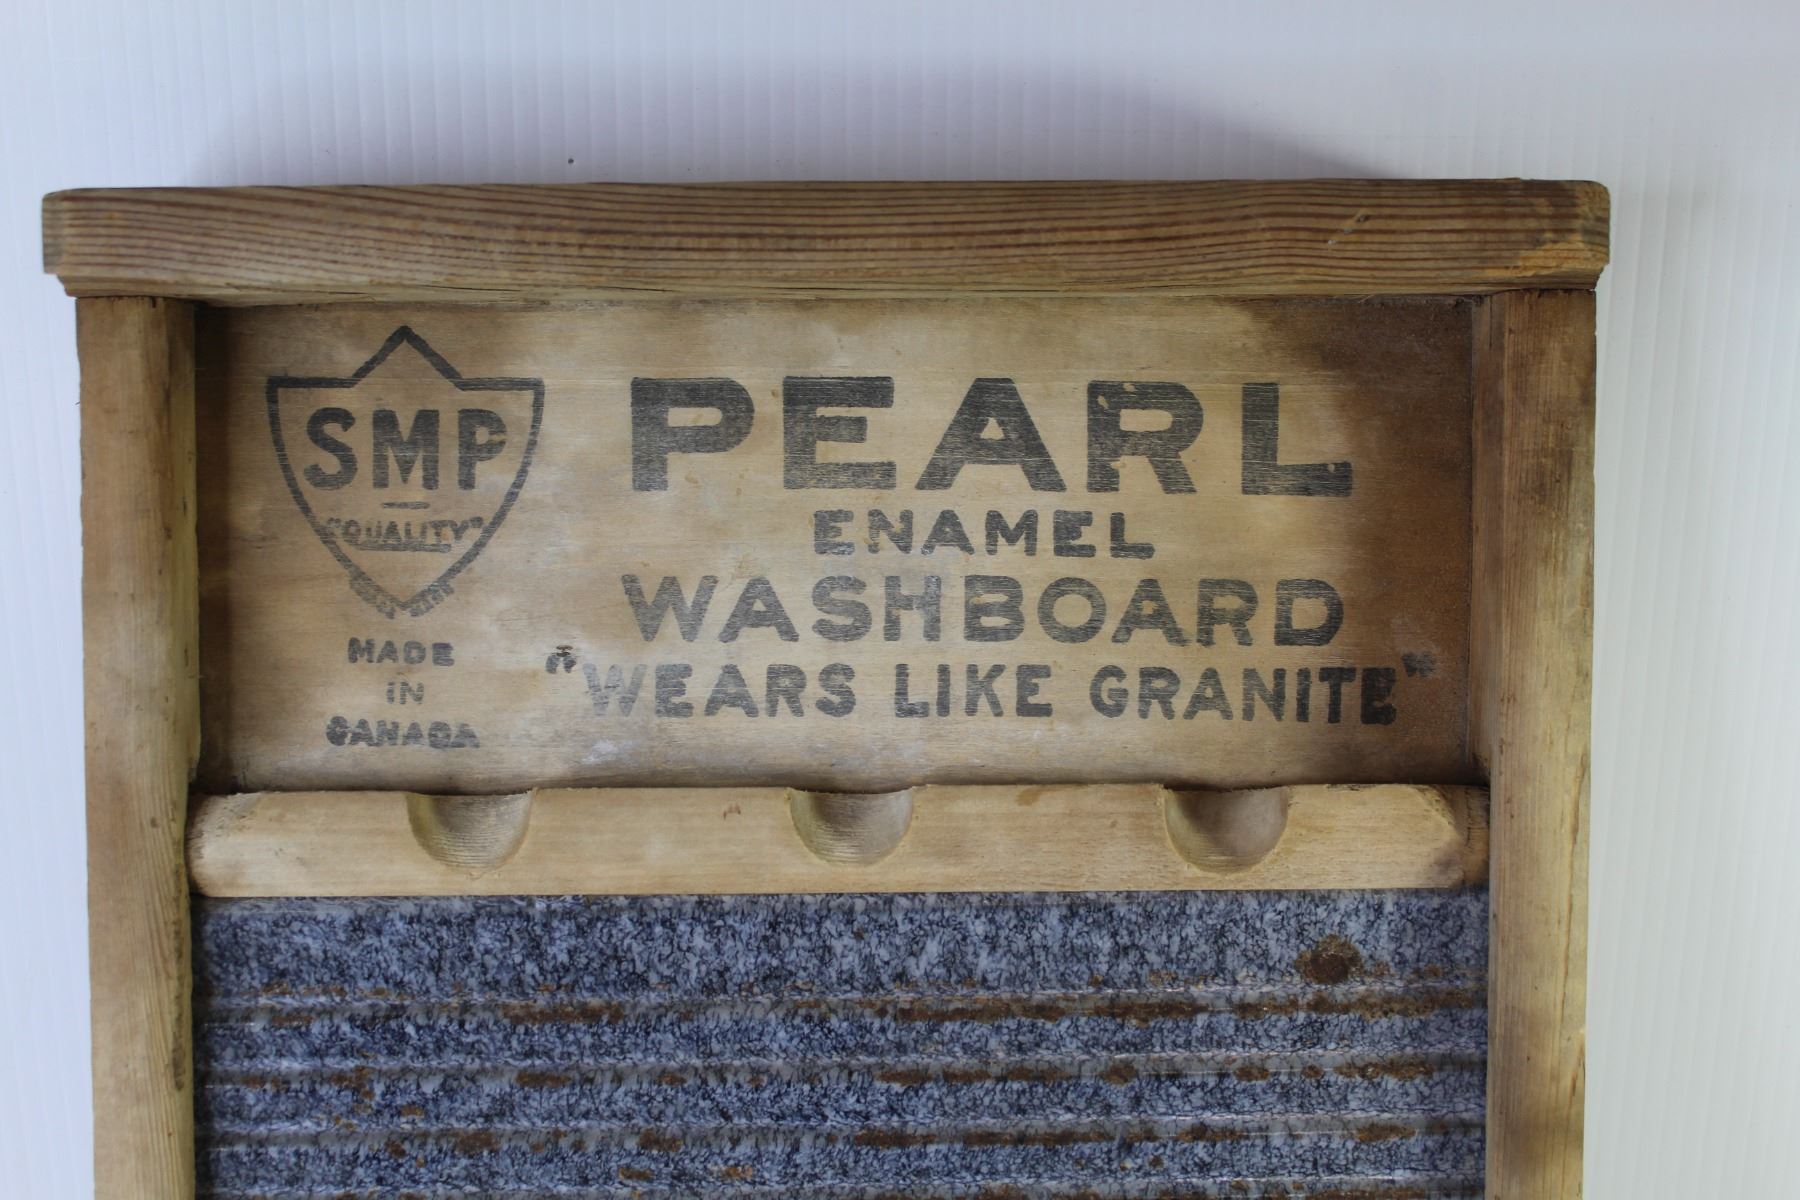 SMP
"QUALITY"
MADE
IN
CANADA
PEARL
ENAMEL
WASHBOARD
"WEARS LIKE GRANITE"